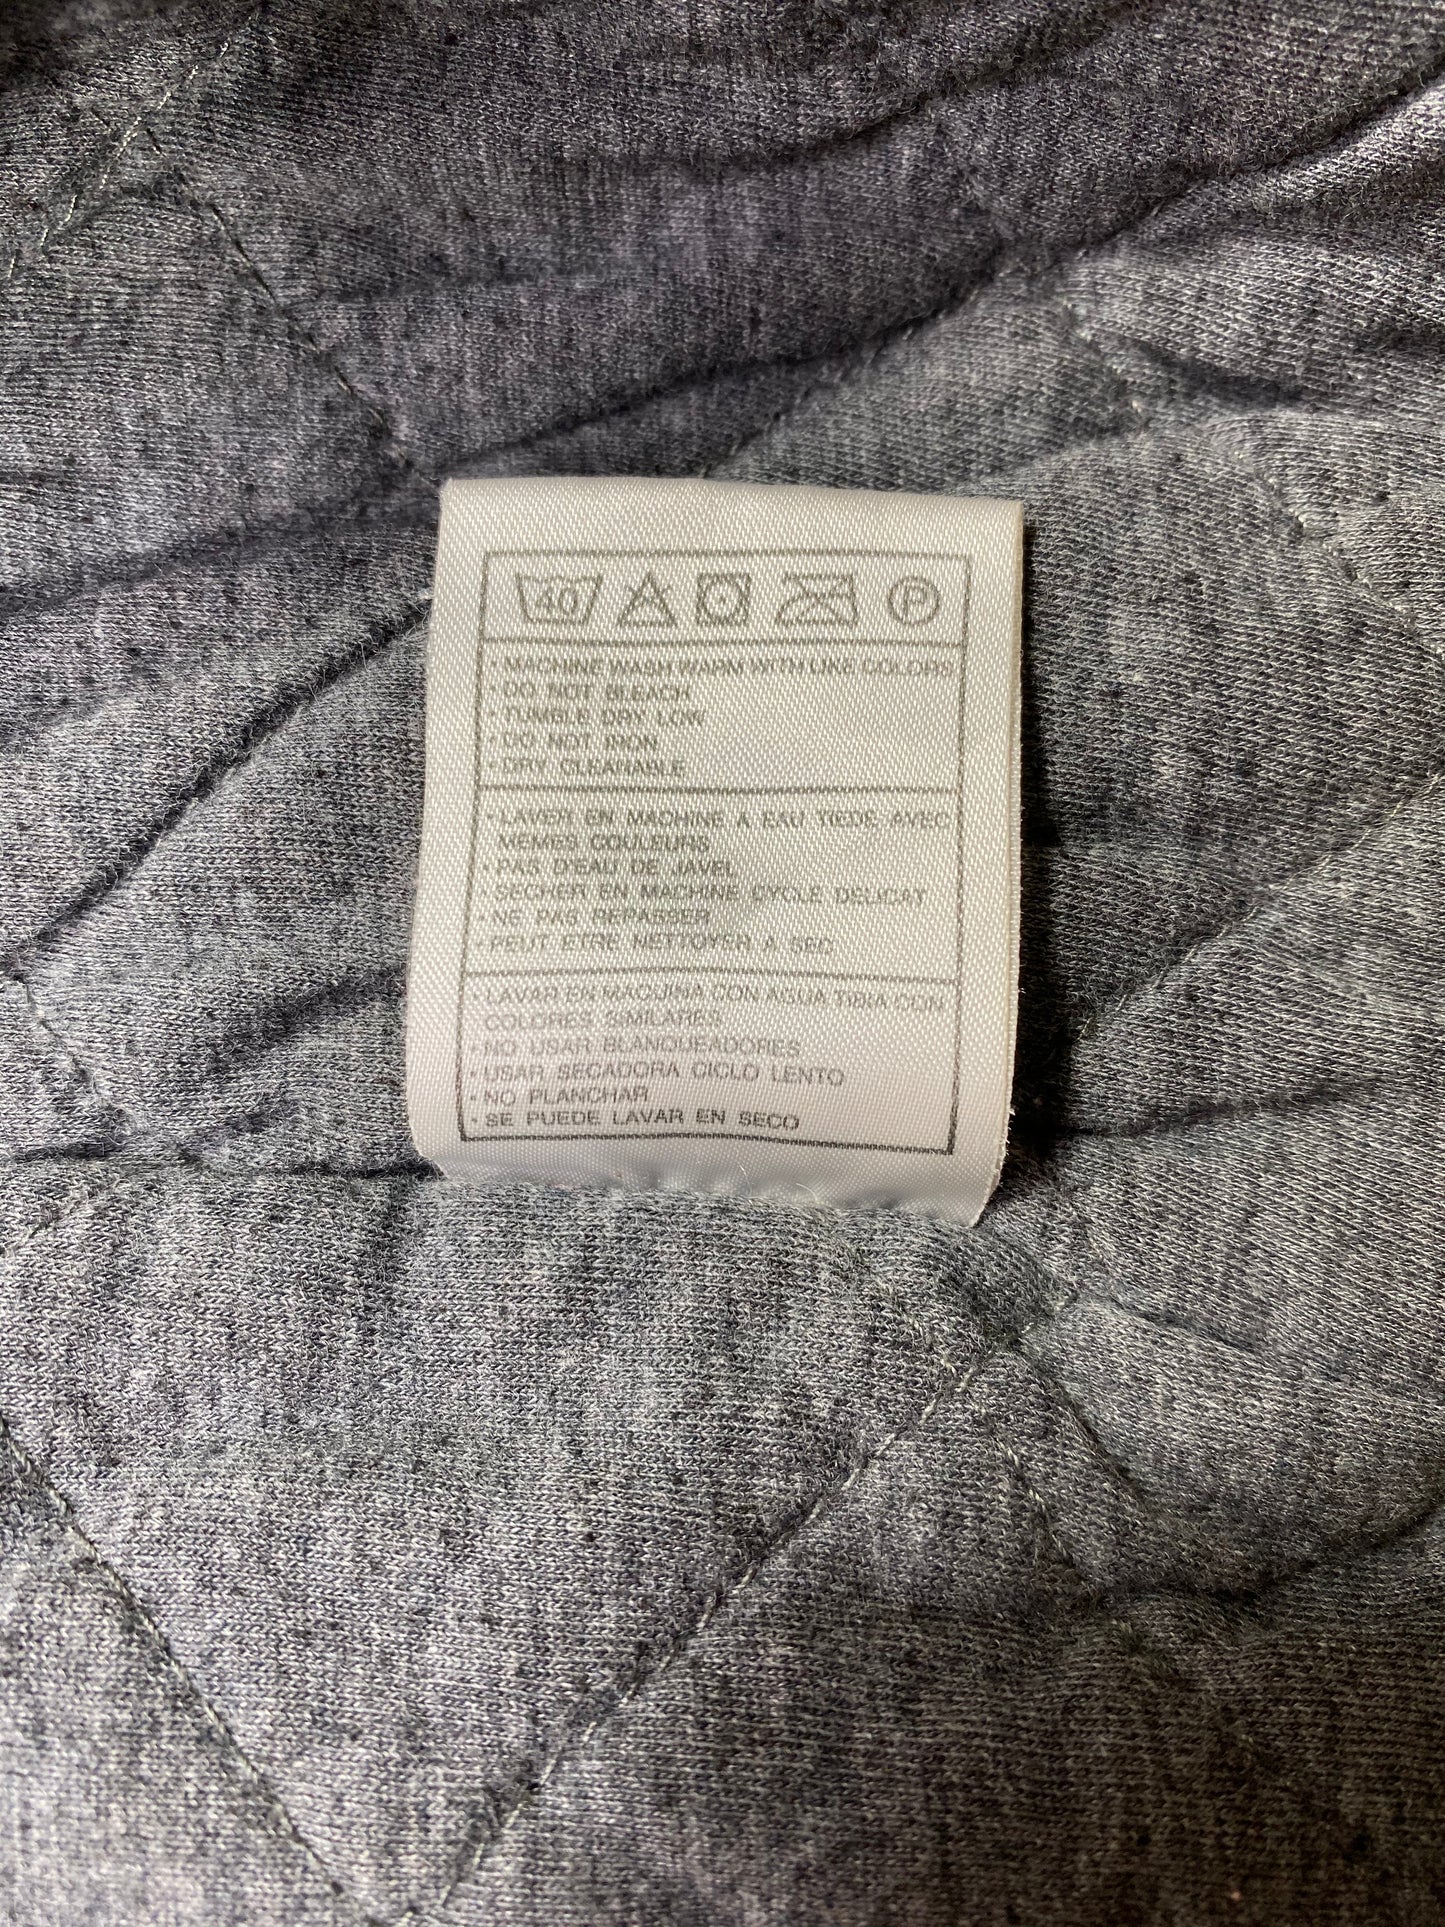 40 P
• MACHINE WASH WARM WITH LIKE COLORS
• DO NOT BLEACH
• TUMBLE DRY LOW
• DO NOT IRON
• DRY CLEANABLE
• LAVER EN MACHINE A EAU TIEDE AVEC
MEMES COULEURS
• PAS D'EAU DE JAVEL
• SECHER EN MACHINE CYCLE DELICAT
• NE PAS REPASSER
• PEUT ETRE NETTOYER A SEC
• LAVAR EN MAQUINA CON AGUA TIBIA CON
COLORES SIMILARES
• NO USAR BLANQUEADORES
• USAR SECADORA CICLO LENTO
• NO PLANCHAR
• SE PUEDE LAVAR EN SECO